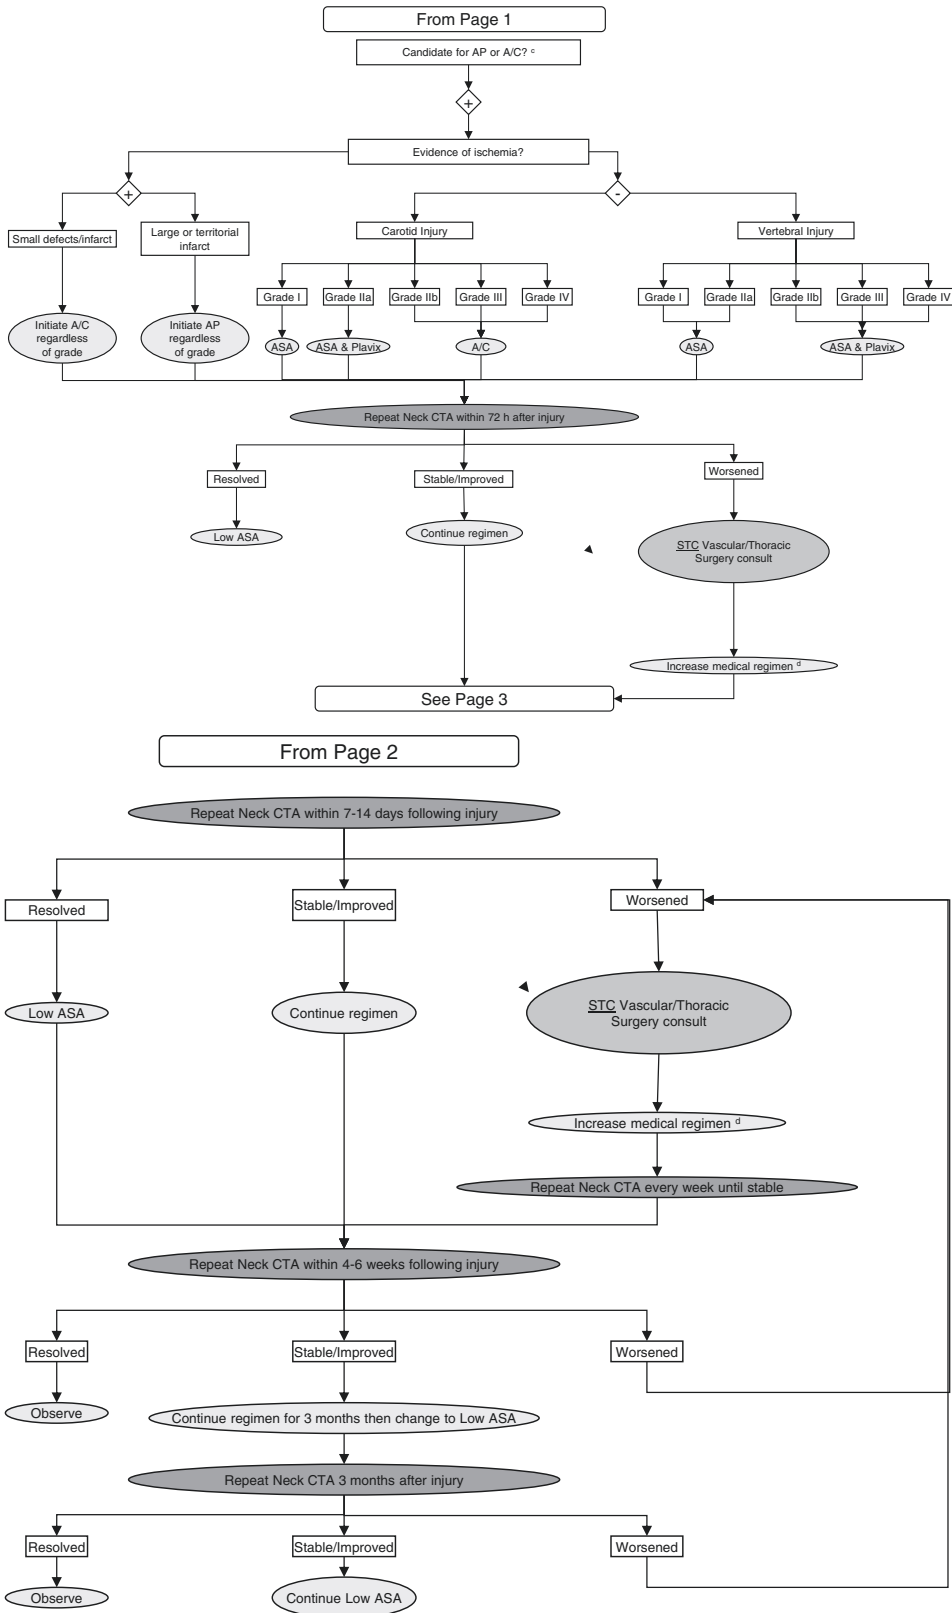 From Page 1
Candidate for AP or A/C? c
+
Evidence of ischemia?
+
-
Small defects/infarct
Large or territorial
infarct
Carotid Injury
Vertebral Injury
Grade I
Grade IIa
Grade IIb
Grade III
Grade IV
Grade I
Grade IIa
Grade IIb
Grade III
Grade IV
Initiate A/C
regardless
of grade
Initiate AP
regardless
of grade
ASA
ASA & Plavix
A/C
ASA
ASA & Plavix
Repeat Neck CTA within 72 h after injury
Resolved
Stable/Improved
Worsened
Low ASA
Continue regimen
STC Vascular/Thoracic
Surgery consult
Increase medical regimen d
See Page 3
From Page 2
Repeat Neck CTA within 7-14 days following injury
Resolved
Stable/Improved
Worsened
Low ASA
Continue regimen
STC Vascular/Thoracic
Surgery consult
Increase medical regimen d
Repeat Neck CTA every week until stable
Repeat Neck CTA within 4-6 weeks following injury
Resolved
Stable/Improved
Worsened
Observe
Continue regimen for 3 months then change to Low ASA
Repeat Neck CTA 3 months after injury
Resolved
Stable/Improved
Worsened
Observe
Continue Low ASA